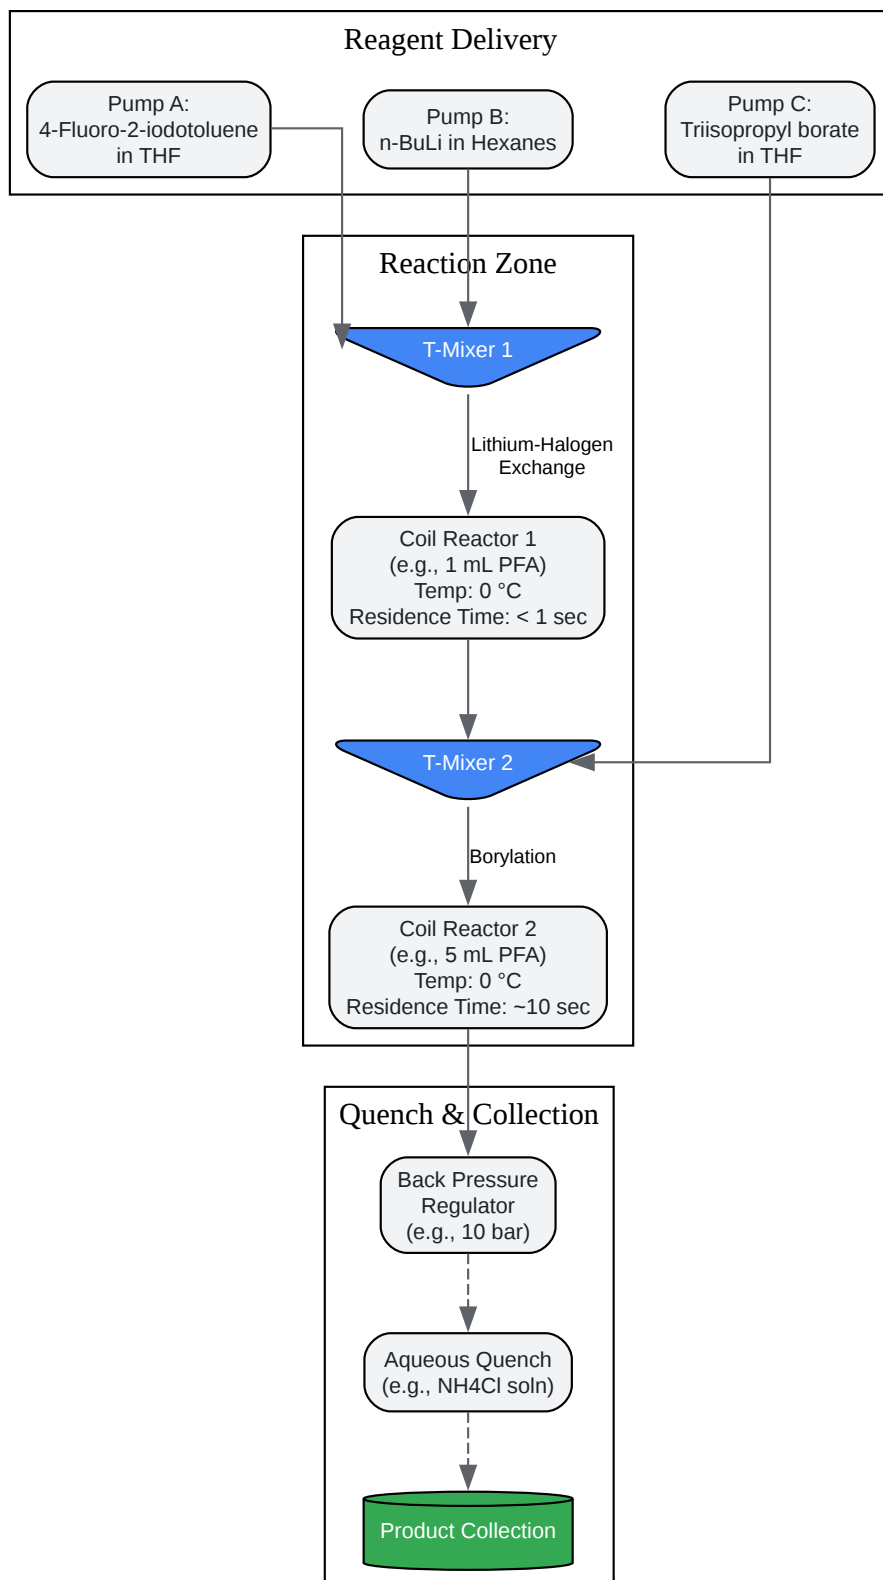 Reagent Delivery
Pump A:
4-Fluoro-2-iodotoluene
in THF
Pump B:
n-BuLi in Hexanes
Pump C:
Triisopropyl borate
in THF
Reaction Zone
T-Mixer 1
Lithium-Halogen
Exchange
Coil Reactor 1
(e.g., 1 mL PFA)
Temp: 0 °C
Residence Time: < 1 sec
T-Mixer 2
Borylation
Coil Reactor 2
(e.g., 5 mL PFA)
Temp: 0 °C
Residence Time: ~10 sec
Quench & Collection
Back Pressure
Regulator
(e.g., 10 bar)
Aqueous Quench
(e.g., NH4Cl soln)
Product Collection